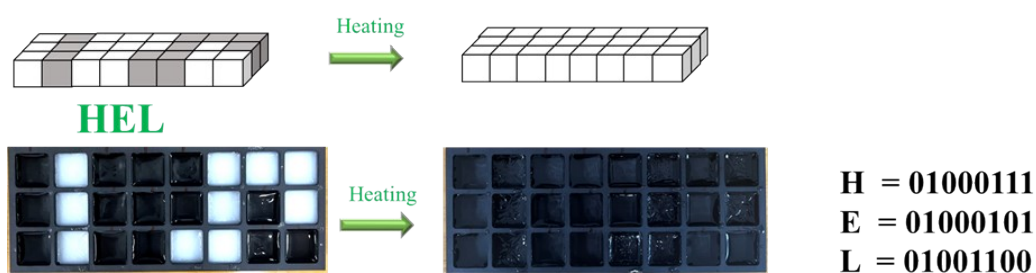 Heating
HEL
Heating
H = 01000111
E = 01000101
L = 01001100